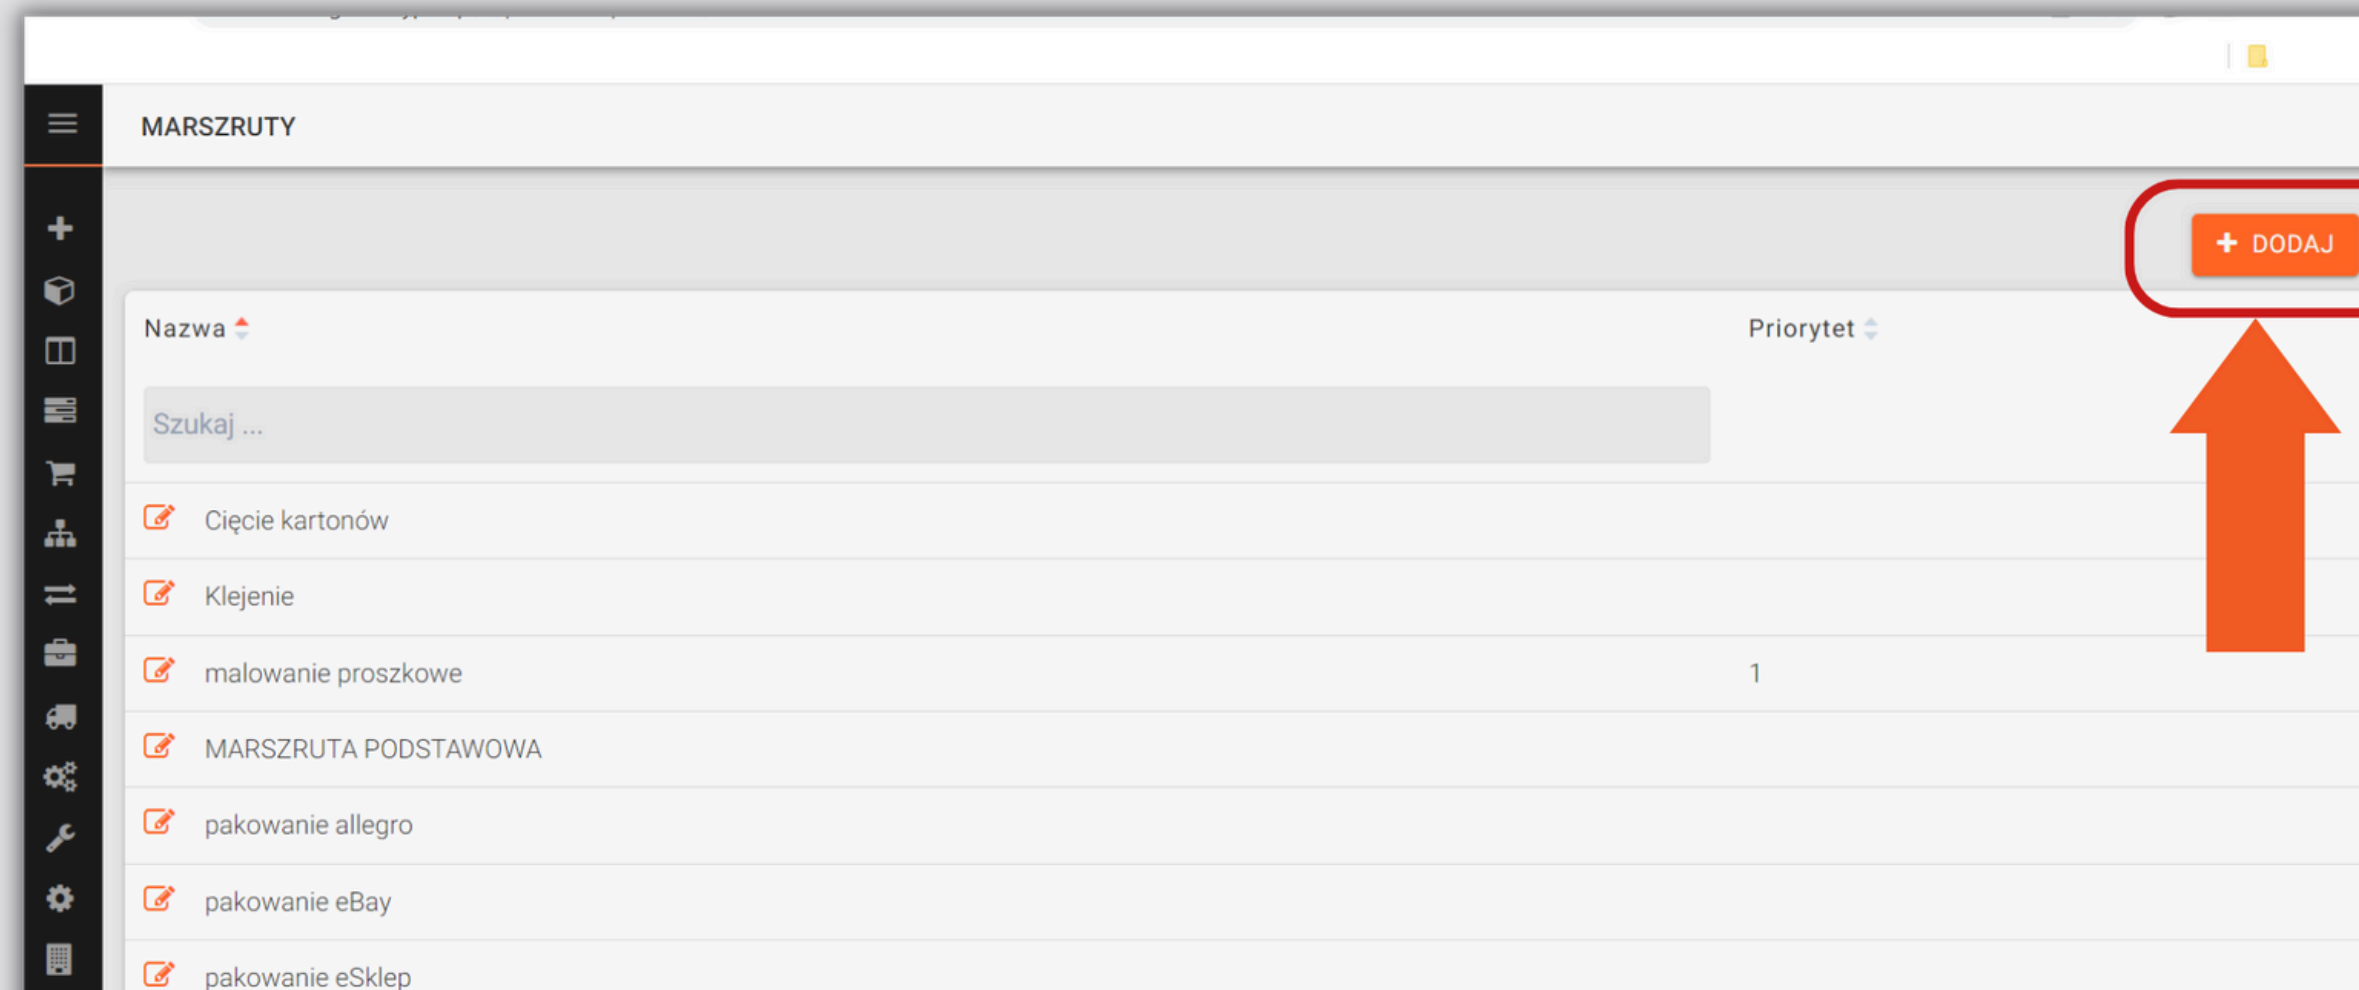 MARSZRUTY
DODAJ
Nazwa Priorytet
Szukaj ...
Cięcie kartonów
Klejenie
malowanie proszkowe 1
MARSZRUTA PODSTAWOWA
pakowanie allegro
pakowanie eBay
pakowanie eSklep